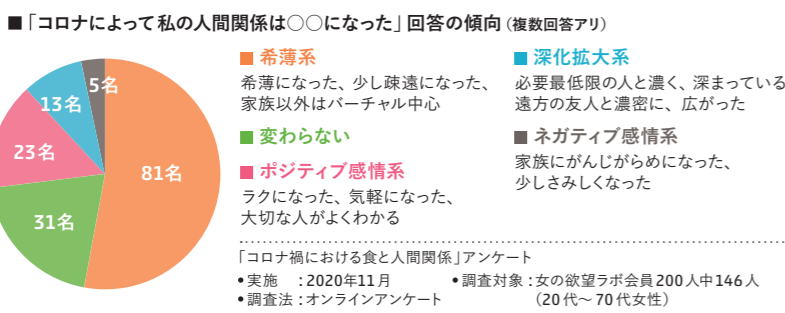 ■「コロナによって私の人間関係は○○になった」回答の傾向（複数回答アリ）
81名
31名
23名
13名
5名
■ 希薄系
希薄になった、少し疎遠になった、
家族以外はバーチャル中心
■ 変わらない
■ ポジティブ感情系
ラクになった、気軽になった、
大切な人がよくわかる
■ 深化拡大系
必要最低限の人と濃く、深まっている
遠方の友人と濃密に、広がった
■ ネガティブ感情系
家族にがんじがらめになった、
少しさみしくなった
「コロナ禍における食と人間関係」アンケート
•実施　：2020年11月
•調査法：オンラインアンケート
•調査対象：女の欲望ラボ会員200人中146人
（20代〜70代女性）